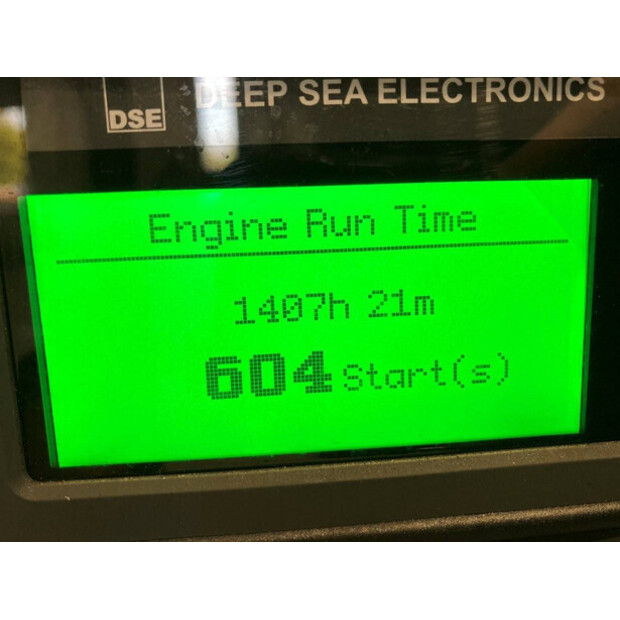 DSE
DEEP SEA ELECTRONICS
Engine Run Time
1407h 21m
604 Start(s)